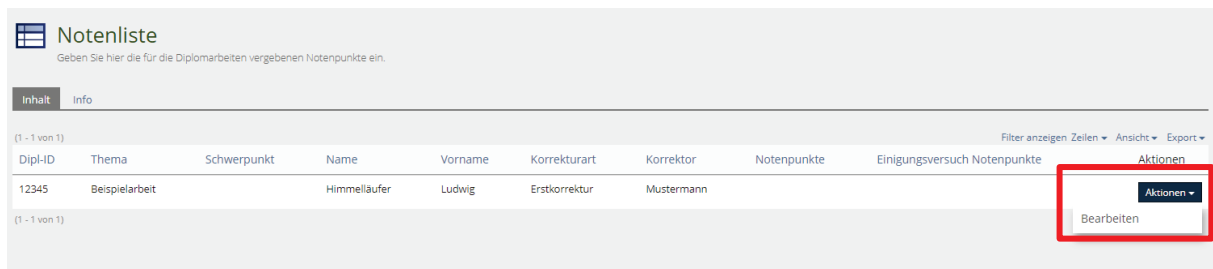 Notenliste
Geben Sie hier die für die Diplomarbeiten vergebenen Notenpunkte ein.
Inhalt Info
(1 - 1 von 1) Filter anzeigen Zeilen Ansicht Export
Dipl-ID Thema Schwerpunkt Name Vorname Korrekturart Korrektor Notenpunkte Einigungsversuch Notenpunkte Aktionen
12345 Beispielarbeit Himmelläufer Ludwig Erstkorrektur Mustermann Aktionen
(1 - 1 von 1) Bearbeiten